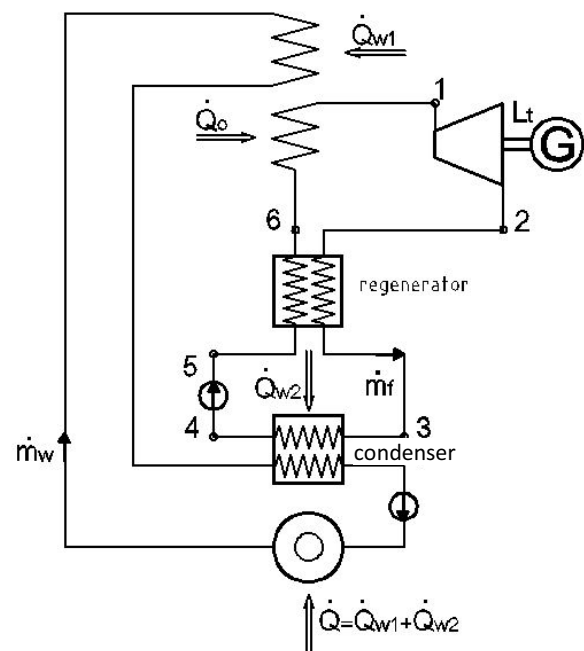 Q̇w1
1
Q̇o
Lt
G
6
2
regenerator
5
Q̇w2
ṁf
4
3
ṁw
condenser
Q̇=Q̇w1+Q̇w2